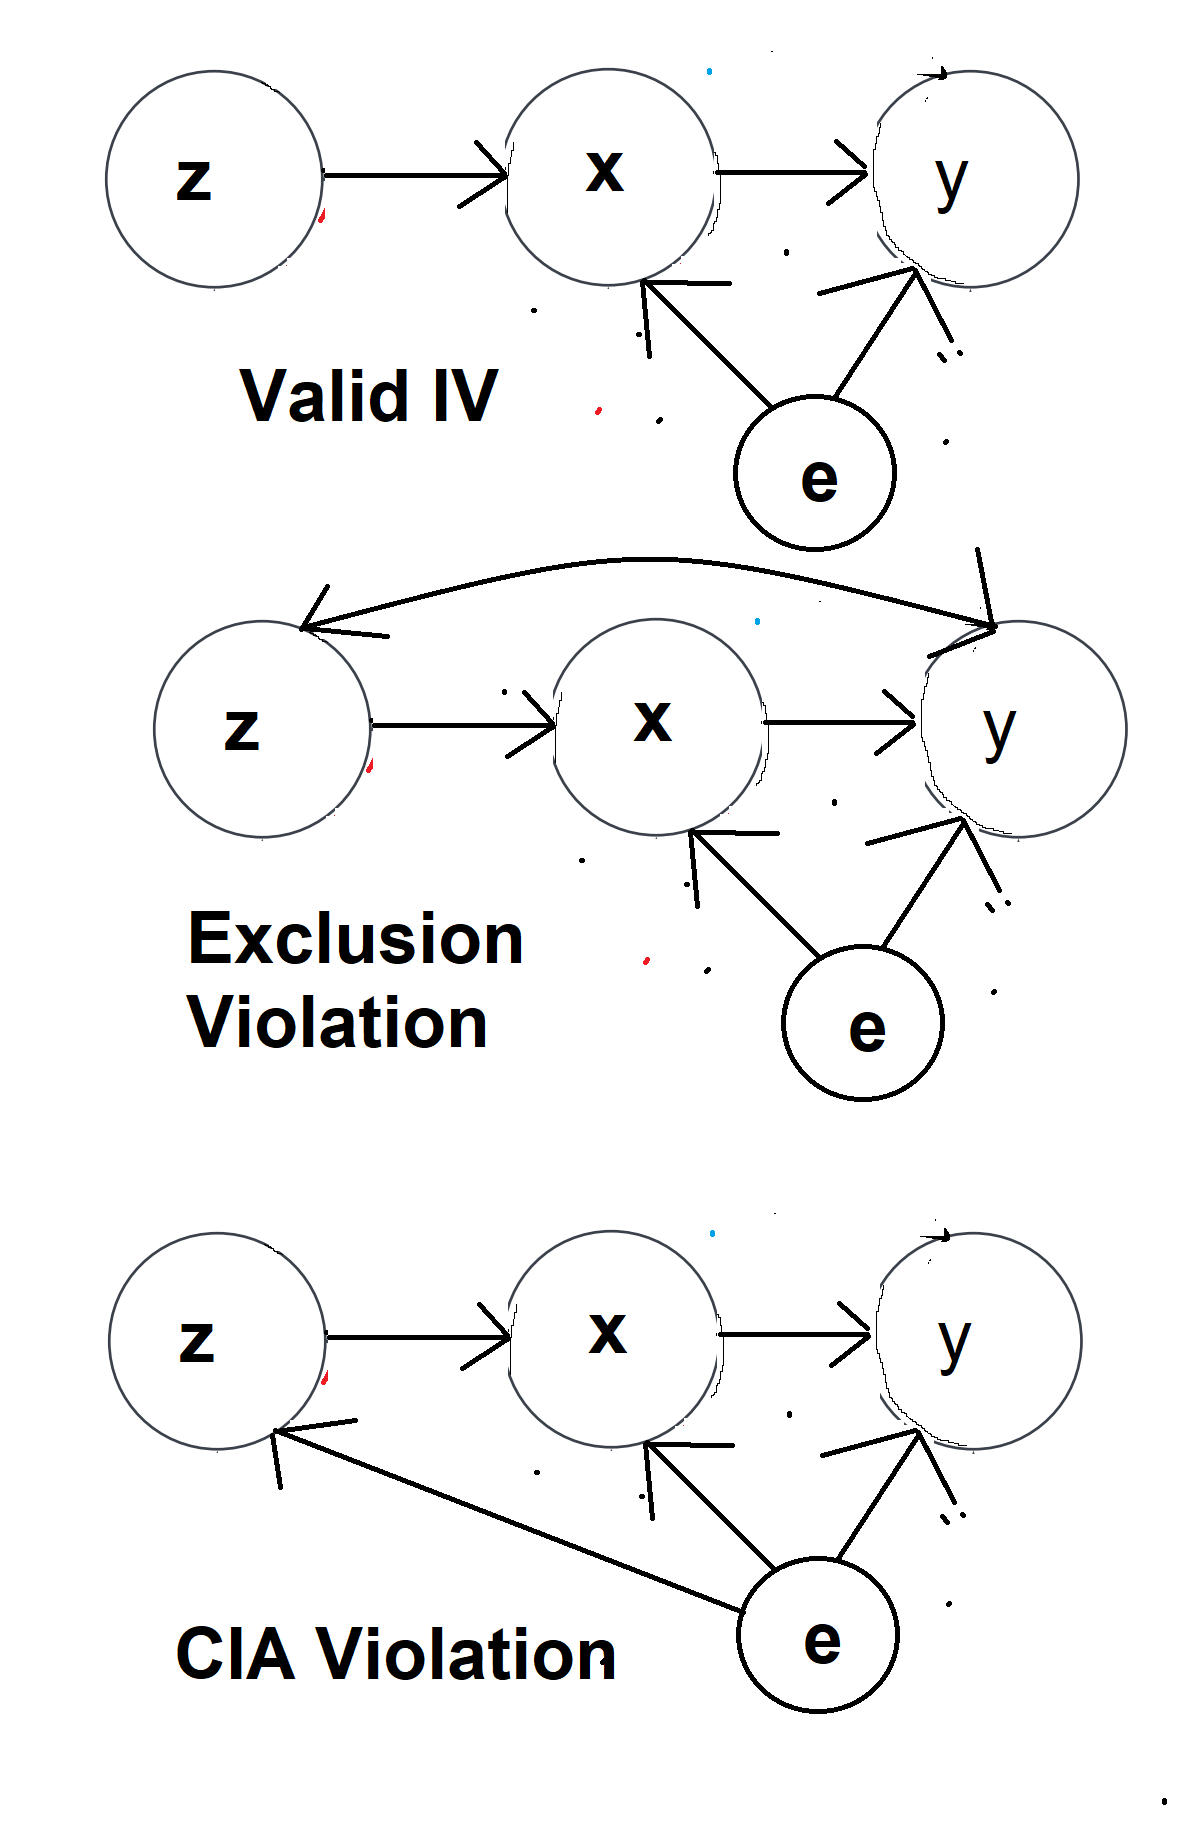 z x y
Valid IV
e
z x y
Exclusion
Violation
e
z x y
CIA Violation
e